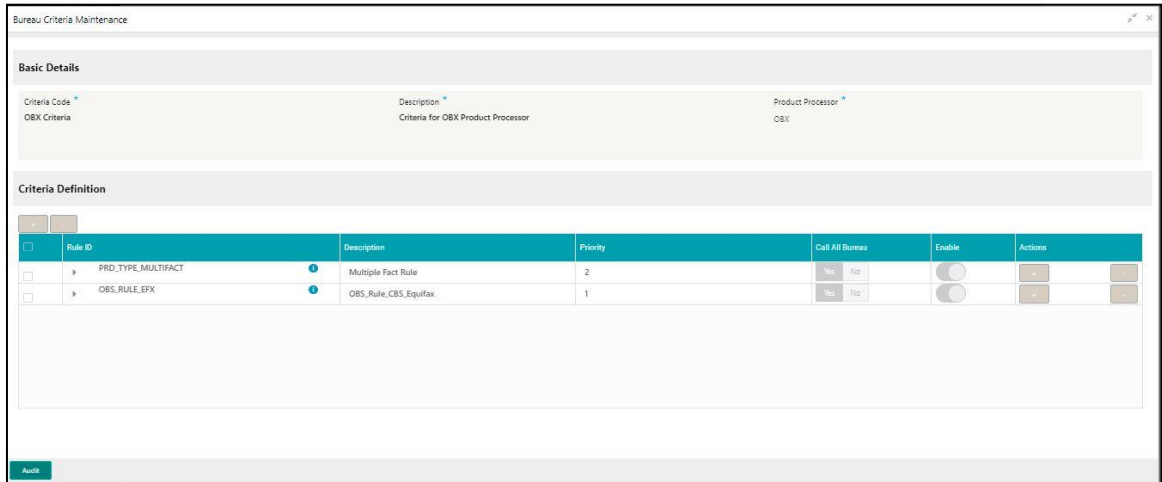 Bureau Criteria Maintenance
Basic Details
Criteria Code * Description * Product Processor *
OBX Criteria Criteria for OBX Product Processor OBX
Criteria Definition
+ -
Rule ID Description Priority Call All Bureau Enable Actions
PRD_TYPE_MULTIFACT i Multiple Fact Rule 2 Yes No + -
OBS_RULE_EFX i OBS_Rule_CBS_Equifax 1 Yes No + -
Audit